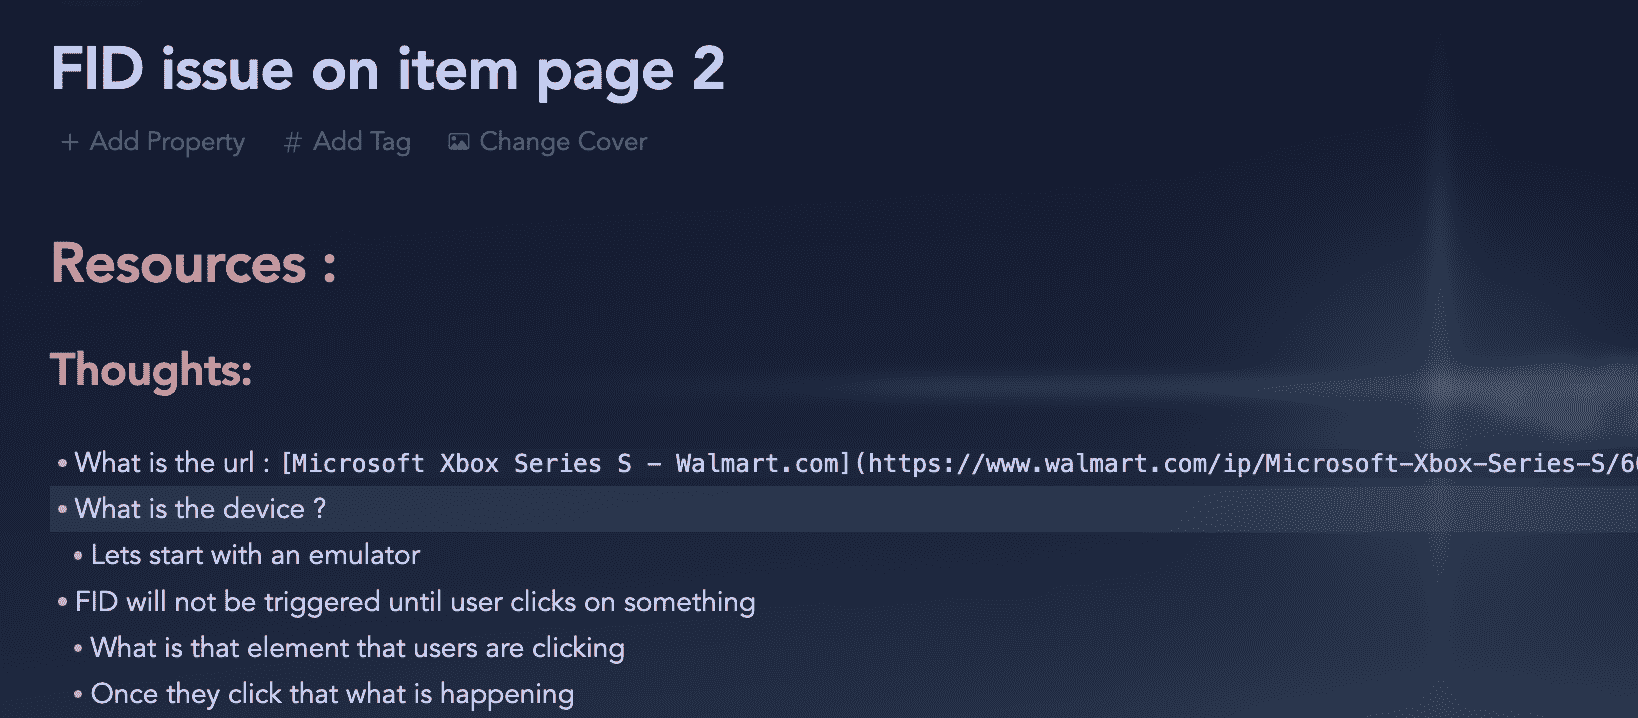 FID issue on item page 2
+ Add Property # Add Tag Change Cover
Resources :
Thoughts:
• What is the url : [Microsoft Xbox Series S – Walmart.com](https://www.walmart.com/ip/Microsoft-Xbox-Series-S/6
• What is the device ?
• Lets start with an emulator
• FID will not be triggered until user clicks on something
• What is that element that users are clicking
• Once they click that what is happening